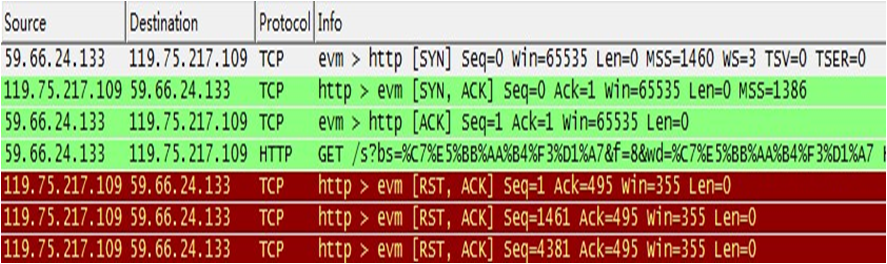 Source Destination Protocol Info
59.66.24.133 119.75.217.109 TCP evm > http [SYN] Seq=0 Win=65535 Len=0 MSS=1460 WS=3 TSV=0 TSER=0
119.75.217.109 59.66.24.133 TCP http > evm [SYN, ACK] Seq=0 Ack=1 Win=65535 Len=0 MSS=1386
59.66.24.133 119.75.217.109 TCP evm > http [ACK] Seq=1 Ack=1 Win=65535 Len=0
59.66.24.133 119.75.217.109 HTTP GET /s?bs=%C7%E5%BB%AA%B4%F3%D1%A7&f=8&wd=%C7%E5%BB%AA%B4%F3%D1%A7
119.75.217.109 59.66.24.133 TCP http > evm [RST, ACK] Seq=1 Ack=495 Win=355 Len=0
119.75.217.109 59.66.24.133 TCP http > evm [RST, ACK] Seq=1461 Ack=495 Win=355 Len=0
119.75.217.109 59.66.24.133 TCP http > evm [RST, ACK] Seq=4381 Ack=495 Win=355 Len=0